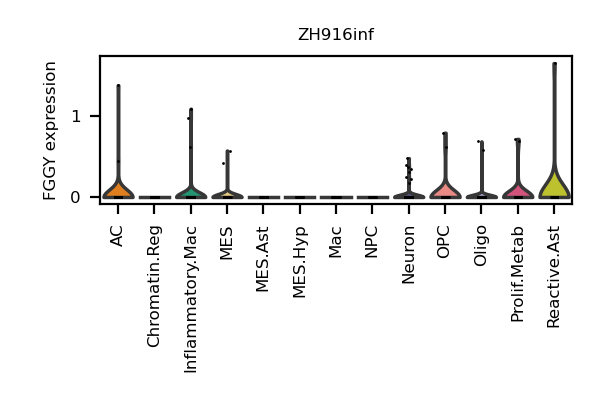 ZH916inf
FGGY expression
1
0
AC
Chromatin.Reg
Inflammatory.Mac
MES
MES.Ast
MES.Hyp
Mac
NPC
Neuron
OPC
Oligo
Prolif.Metab
Reactive.Ast